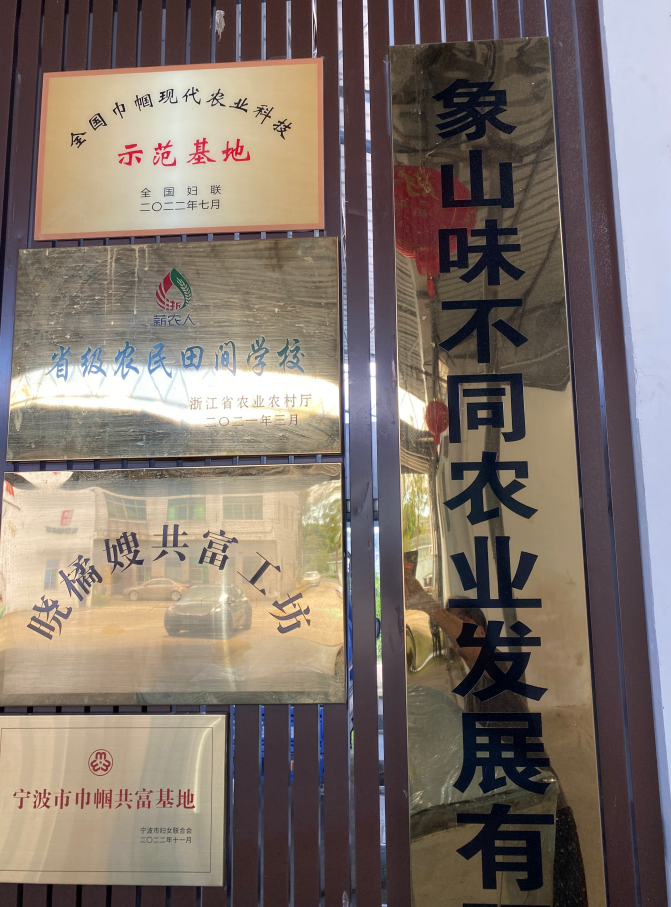 全国巾帼现代农业科技
示范基地
全国妇联
二〇二二年七月
浙
新农人
省级农民田间学校
浙江省农业农村厅
二〇二一年三月
晓橘嫂共富工坊
宁波市巾帼共富基地
宁波市妇女联合会
二〇二二年十一月
象山味不同农业发展有